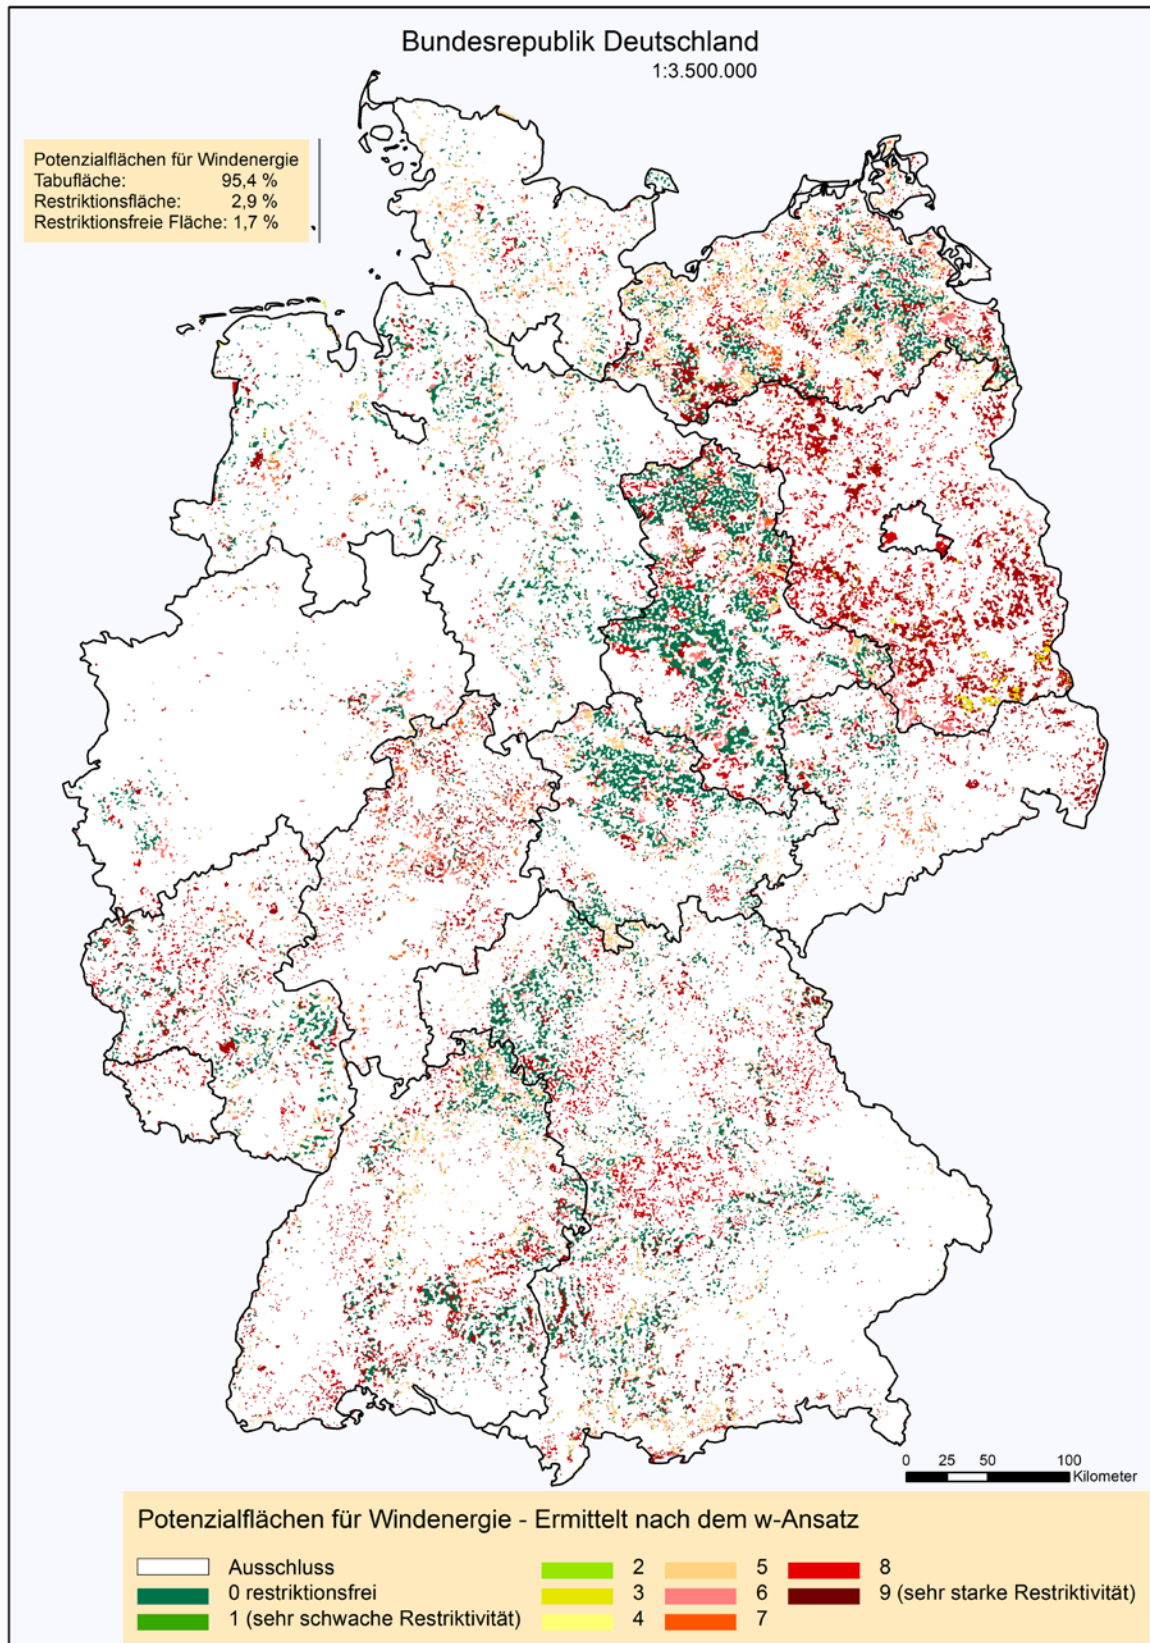 Bundesrepublik Deutschland
1:3.500.000
Potenzialflächen für Windenergie
Tabufläche: 95,4 %
Restriktionsfläche: 2,9 %
Restriktionsfreie Fläche: 1,7 %
0 25 50 100
Kilometer
Potenzialflächen für Windenergie - Ermittelt nach dem w-Ansatz
Ausschluss 2 5 8
0 restriktionsfrei 3 6 9 (sehr starke Restriktivität)
1 (sehr schwache Restriktivität) 4 7